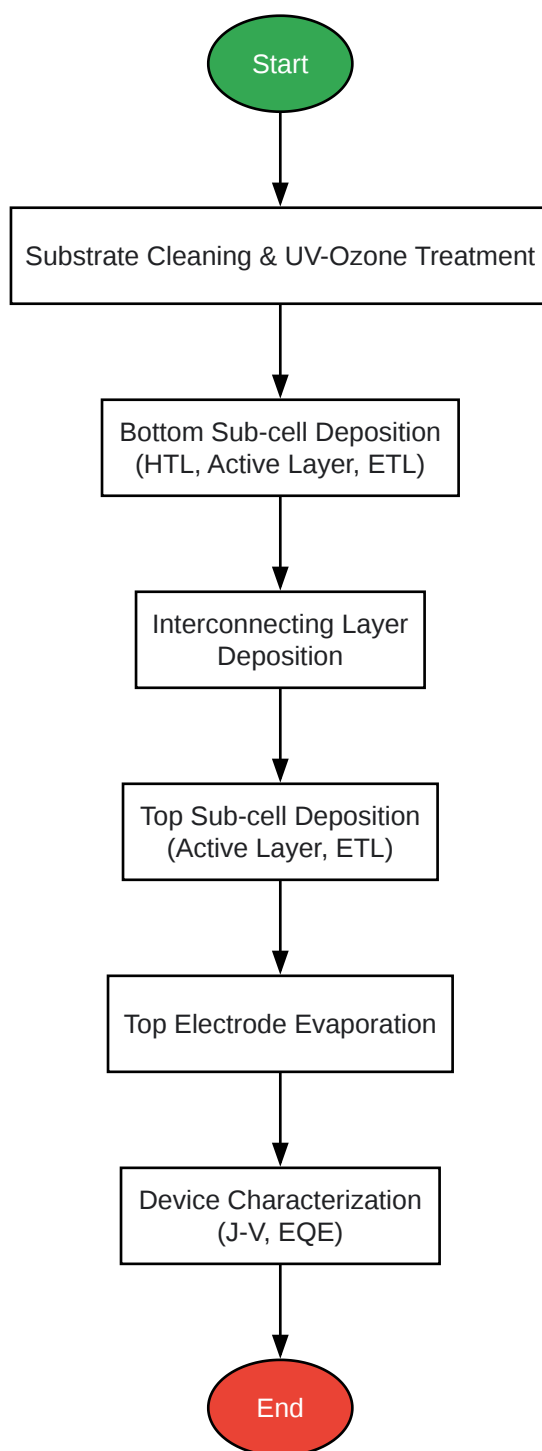 Start
Substrate Cleaning & UV-Ozone Treatment
Bottom Sub-cell Deposition
(HTL, Active Layer, ETL)
Interconnecting Layer
Deposition
Top Sub-cell Deposition
(Active Layer, ETL)
Top Electrode Evaporation
Device Characterization
(J-V, EQE)
End